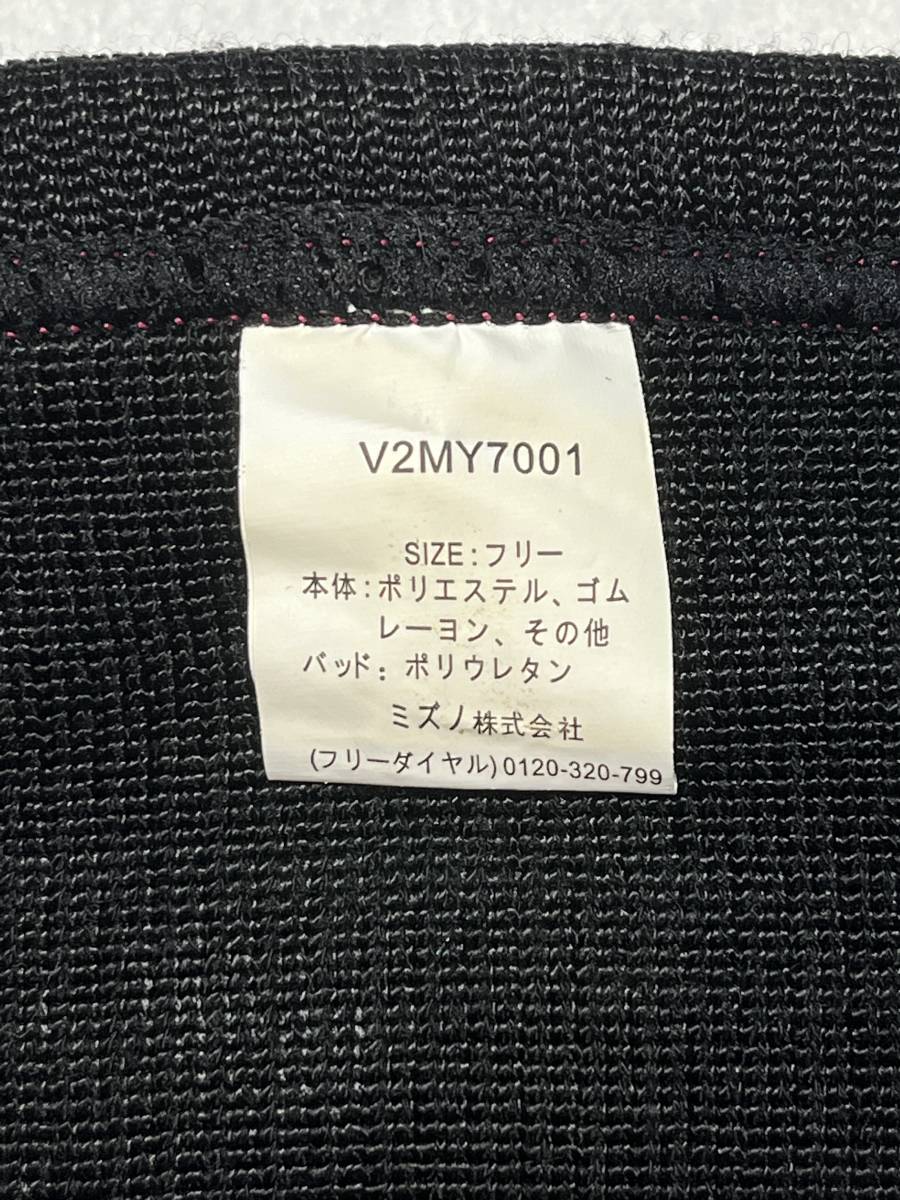 V2MY7001
SIZE:フリー
本体:ポリエステル、ゴム
レーヨン、その他
パッド:ポリウレタン
ミズノ株式会社
(フリーダイヤル)0120-320-799